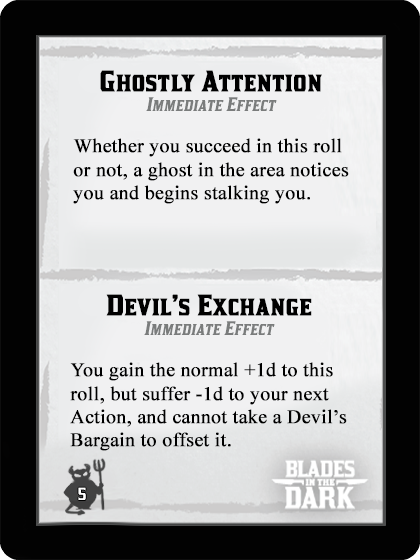 Ghostly Attention
Immediate Effect
Whether you succeed in this roll
or not, a ghost in the area notices
you and begins stalking you.
Devil's Exchange
Immediate Effect
You gain the normal +1d to this
roll, but suffer -1d to your next
Action, and cannot take a Devil's
Bargain to offset it.
5
BLADES
IN THE
DARK